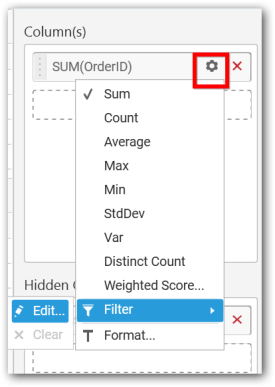 Column(s)
SUM(OrderID)
Sum
Count
Average
Max
Min
StdDev
Var
Distinct Count
Weighted Score...
Hidden
Filter
Edit...
Clear
Format...